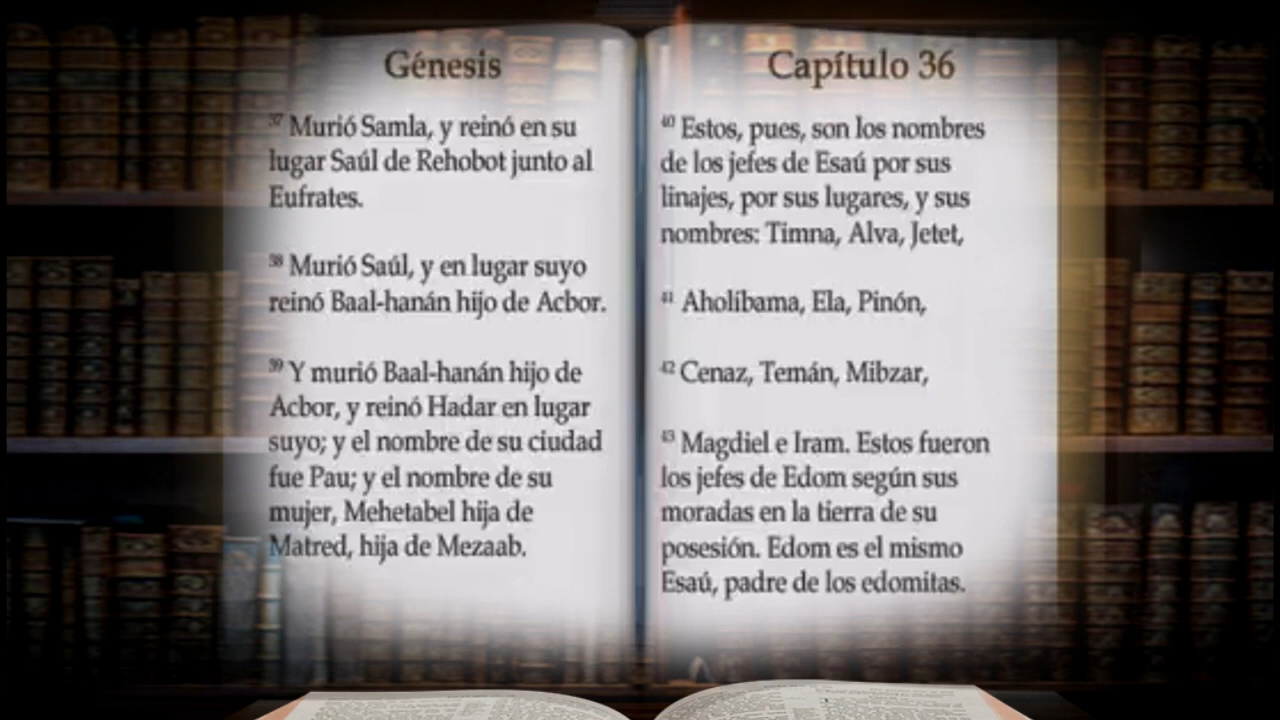 Génesis
37 Murió Samla, y reinó en su
lugar Saúl de Rehobot junto al
Eufrates.
38 Murió Saúl, y en lugar suyo
reinó Baal-hanán hijo de Acbor.
39 Y murió Baal-hanán hijo de
Acbor, y reinó Hadar en lugar
suyo; y el nombre de su ciudad
fue Pau; y el nombre de su
mujer, Mehetabel hija de
Matred, hija de Mezaab.
Capítulo 36
40 Estos, pues, son los nombres
de los jefes de Esaú por sus
linajes, por sus lugares, y sus
nombres: Timna, Alva, Jetet,
41 Aholíbama, Ela, Pinón,
42 Cenaz, Temán, Mibzar,
43 Magdiel e Iram. Estos fueron
los jefes de Edom según sus
moradas en la tierra de su
posesión. Edom es el mismo
Esaú, padre de los edomitas.